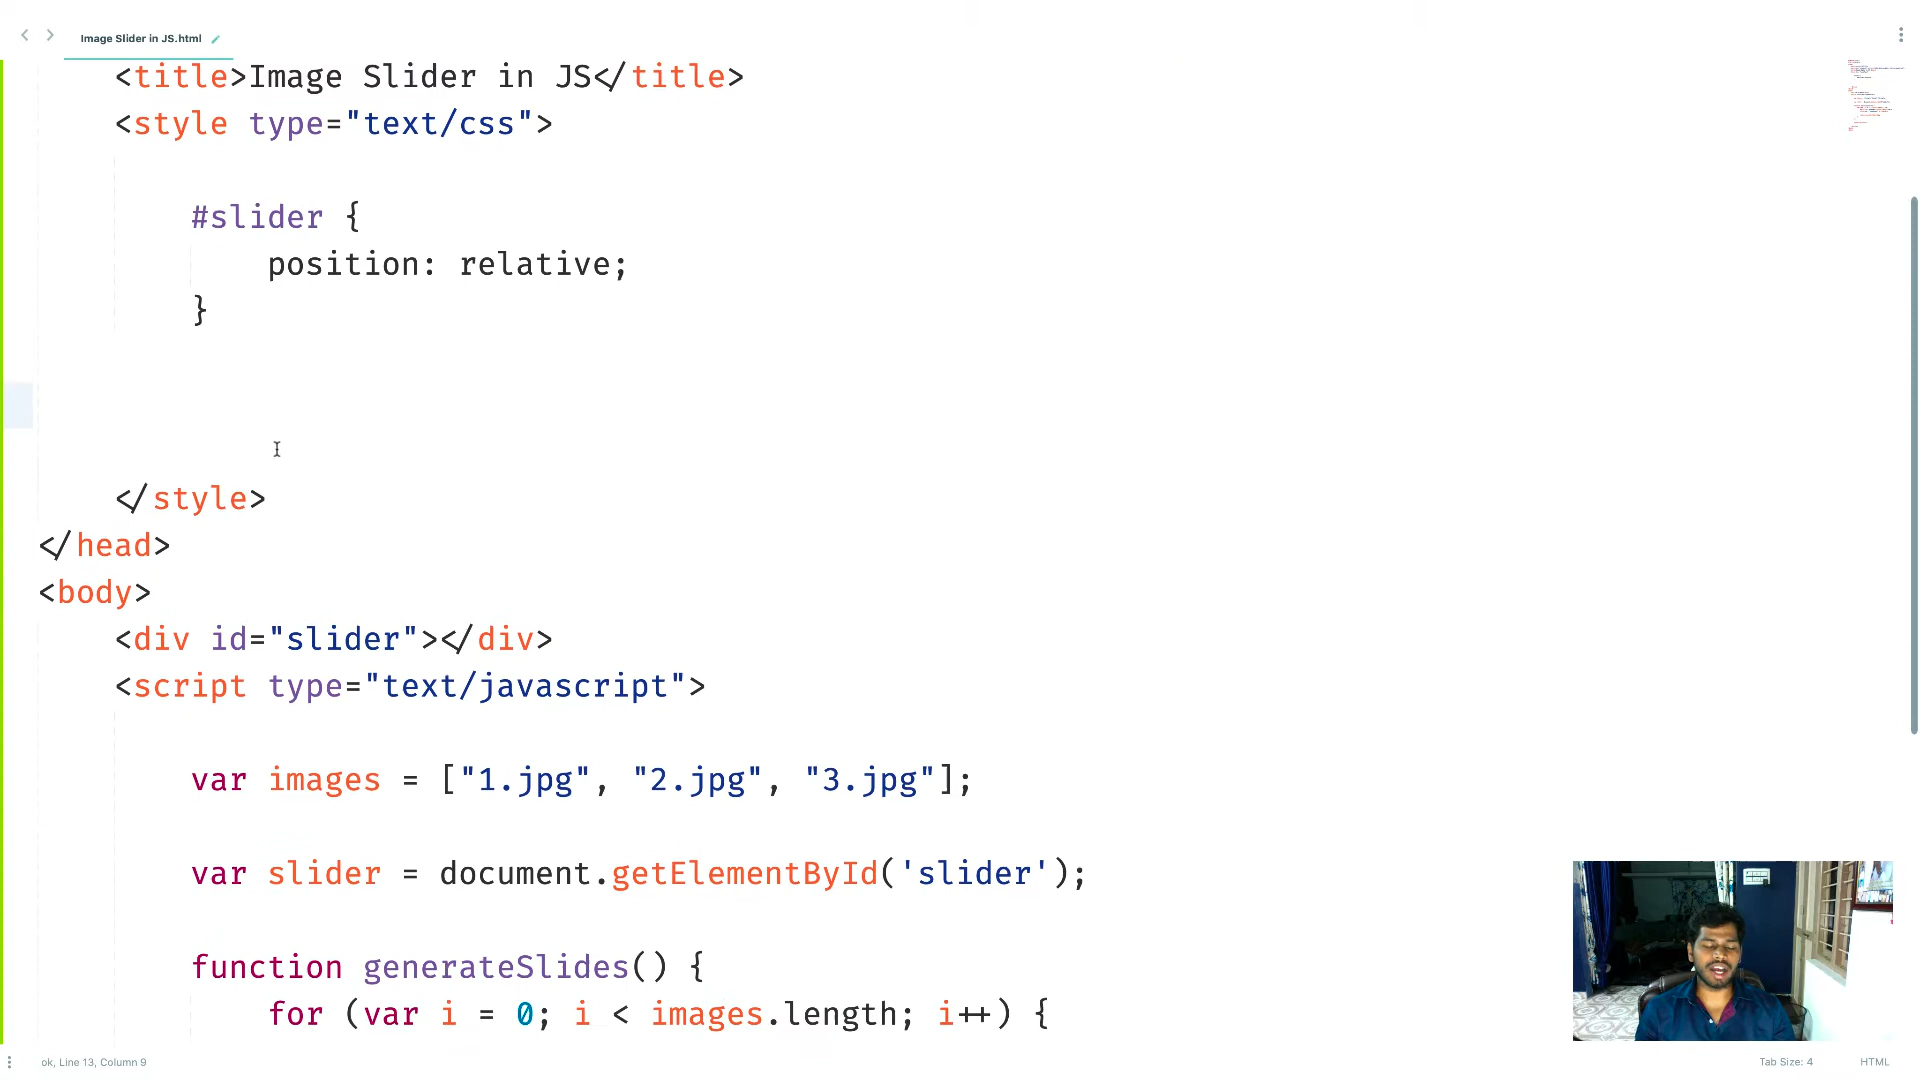 Image Slider in JS.html
<title>Image Slider in JS</title>
<style type="text/css">
#slider {
position: relative;
}
</style>
</head>
<body>
<div id="slider"></div>
<script type="text/javascript">
var images = ["1.jpg", "2.jpg", "3.jpg"];
var slider = document.getElementById('slider');
function generateSlides() {
for (var i = 0; i < images.length; i++) {
ok, Line 13, Column 9
Tab Size: 4
HTML